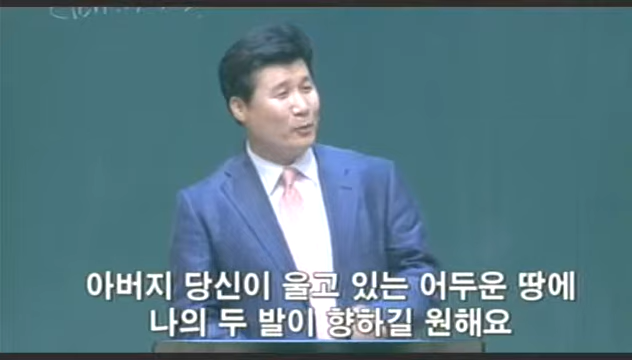 아버지 당신이 울고 있는 어두운 땅에
나의 두 발이 향하길 원해요